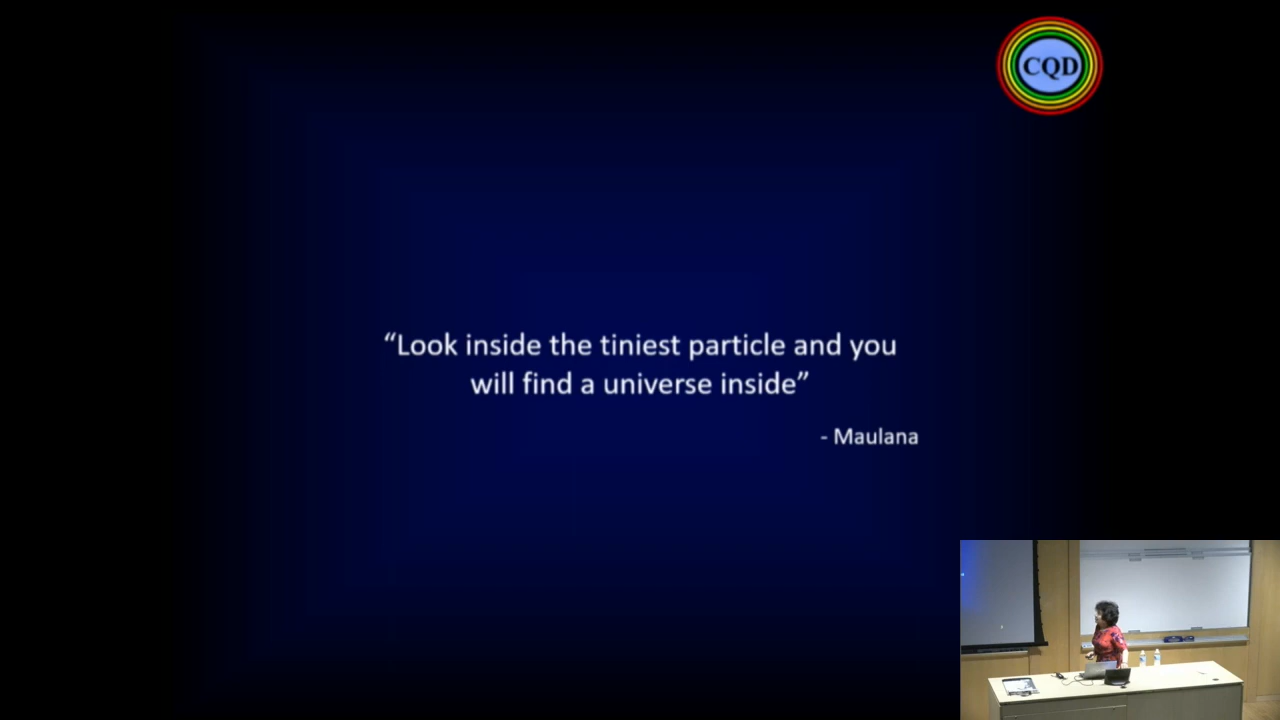 CQD
“Look inside the tiniest particle and you
will find a universe inside”
- Maulana